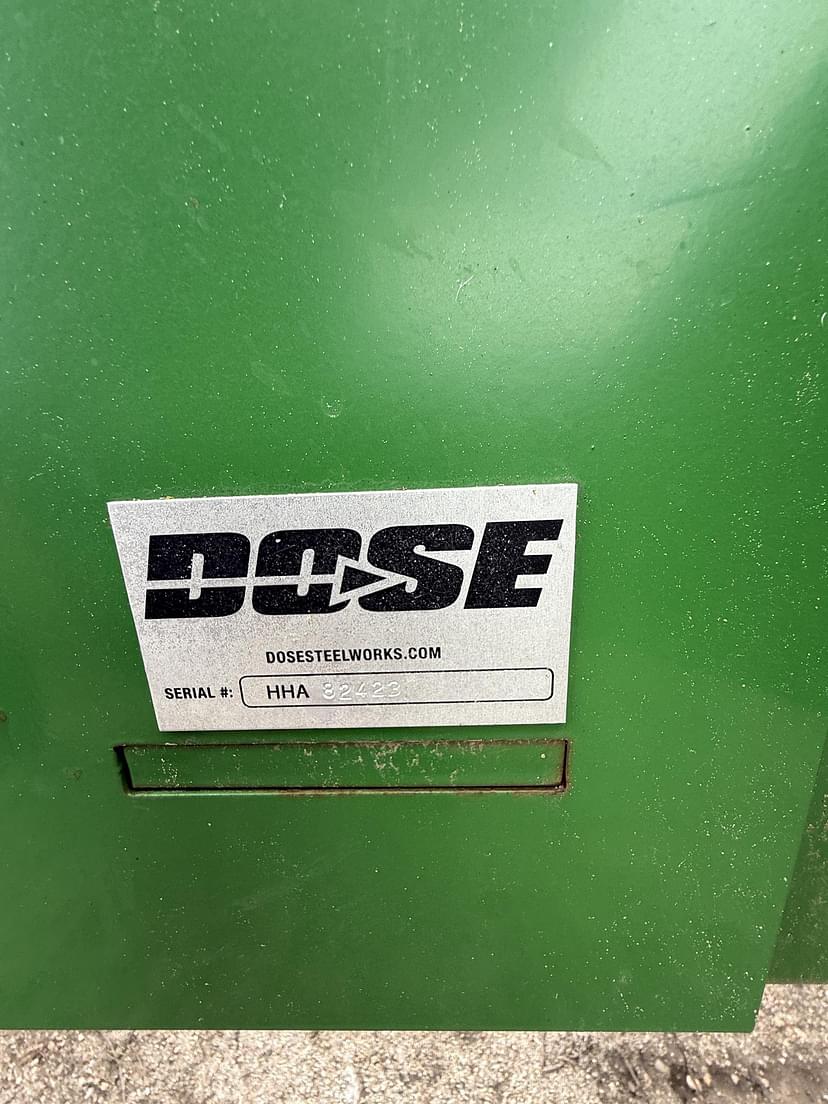 DOSE
DOSESTEELWORKS.COM
SERIAL #: HHA 82423